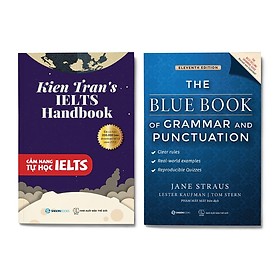 Kien Tran's
IELTS
Handbook
CẨM NANG
TỰ HỌC IELTS
ELEVENTH EDITION
THE
BLUE BOOK
OF GRAMMAR AND
PUNCTUATION
• Clear rules
• Real-world examples
• Reproducible Quizzes
JANE STRAUS
LESTER KAUFMAN | TOM STERN